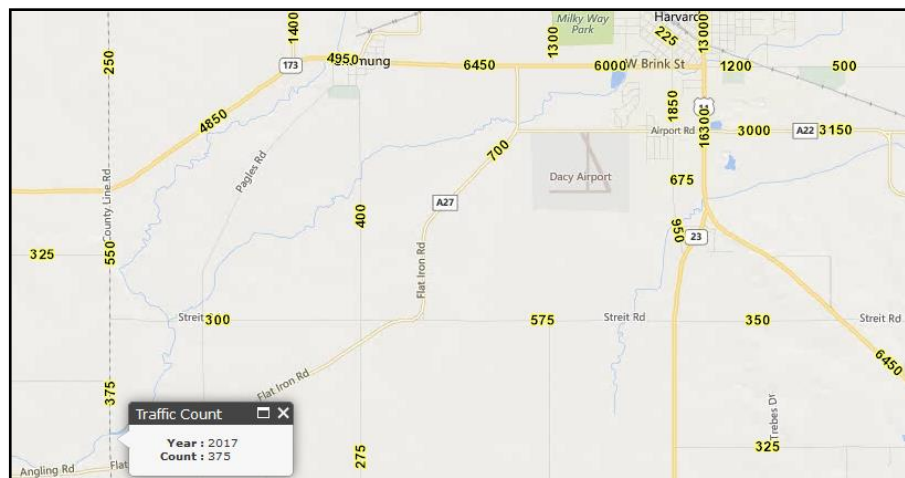 Milky Way
Park
Harvard
1400
1300
225
13000
250
173
4950
6450
6000
W Brink St
1200
500
4850
1850
16300
Airport Rd
3000
A22
3150
700
Pagles Rd
Dacy Airport
675
County Line Rd
A27
400
950
23
325
550
Flat Iron Rd
Streit
300
575
Streit Rd
350
Streit Rd
6450
375
Flat Iron Rd
Trebes Dr
Traffic Count
Year : 2017
Count : 375
275
325
Angling Rd
Flat